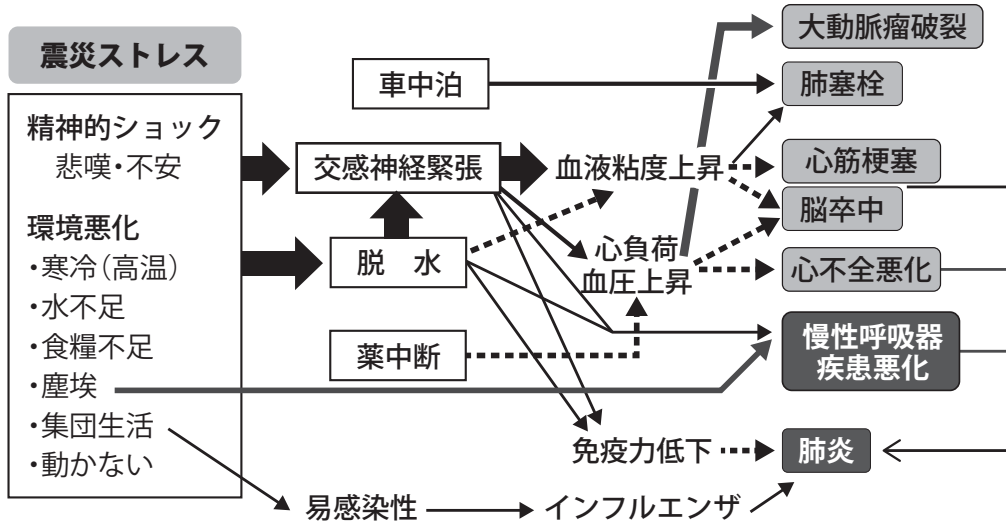 震災ストレス
精神的ショック
悲嘆・不安
環境悪化
・寒冷（高温）
・水不足
・食糧不足
・塵埃
・集団生活
・動かない
車中泊
交感神経緊張
脱　水
薬中断
易感染性
血液粘度上昇
心負荷
血圧上昇
免疫力低下
インフルエンザ
大動脈瘤破裂
肺塞栓
心筋梗塞
脳卒中
心不全悪化
慢性呼吸器
疾患悪化
肺炎